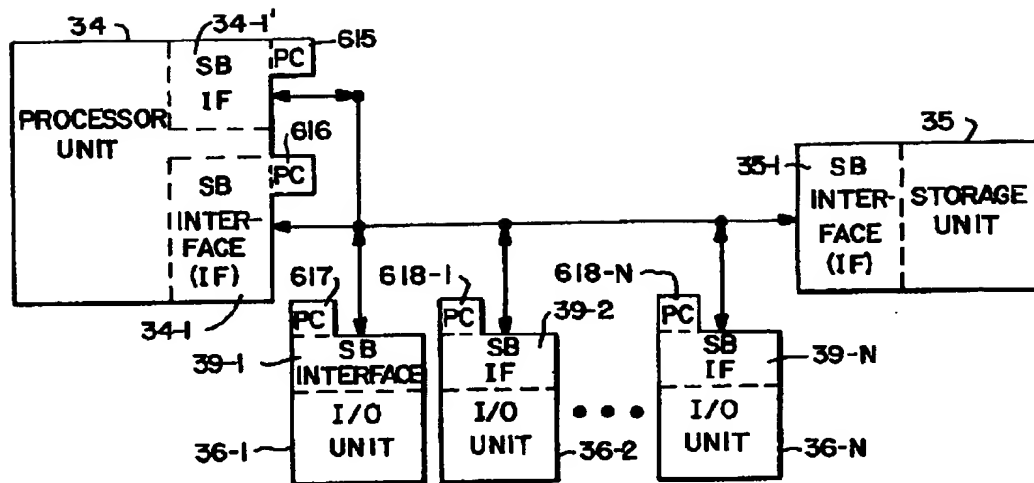 34
34-1'
615
SB
IF
PC
PROCESSOR
UNIT
616
PC
SB
INTER-
FACE
(IF)
34-1
35
35-1
SB
INTER-
FACE
(IF)
STORAGE
UNIT
617
PC
39-1
SB
INTERFACE
I/O
UNIT
36-1
618-1
PC
39-2
SB
IF
I/O
UNIT
36-2
618-N
PC
39-N
SB
IF
I/O
UNIT
36-N